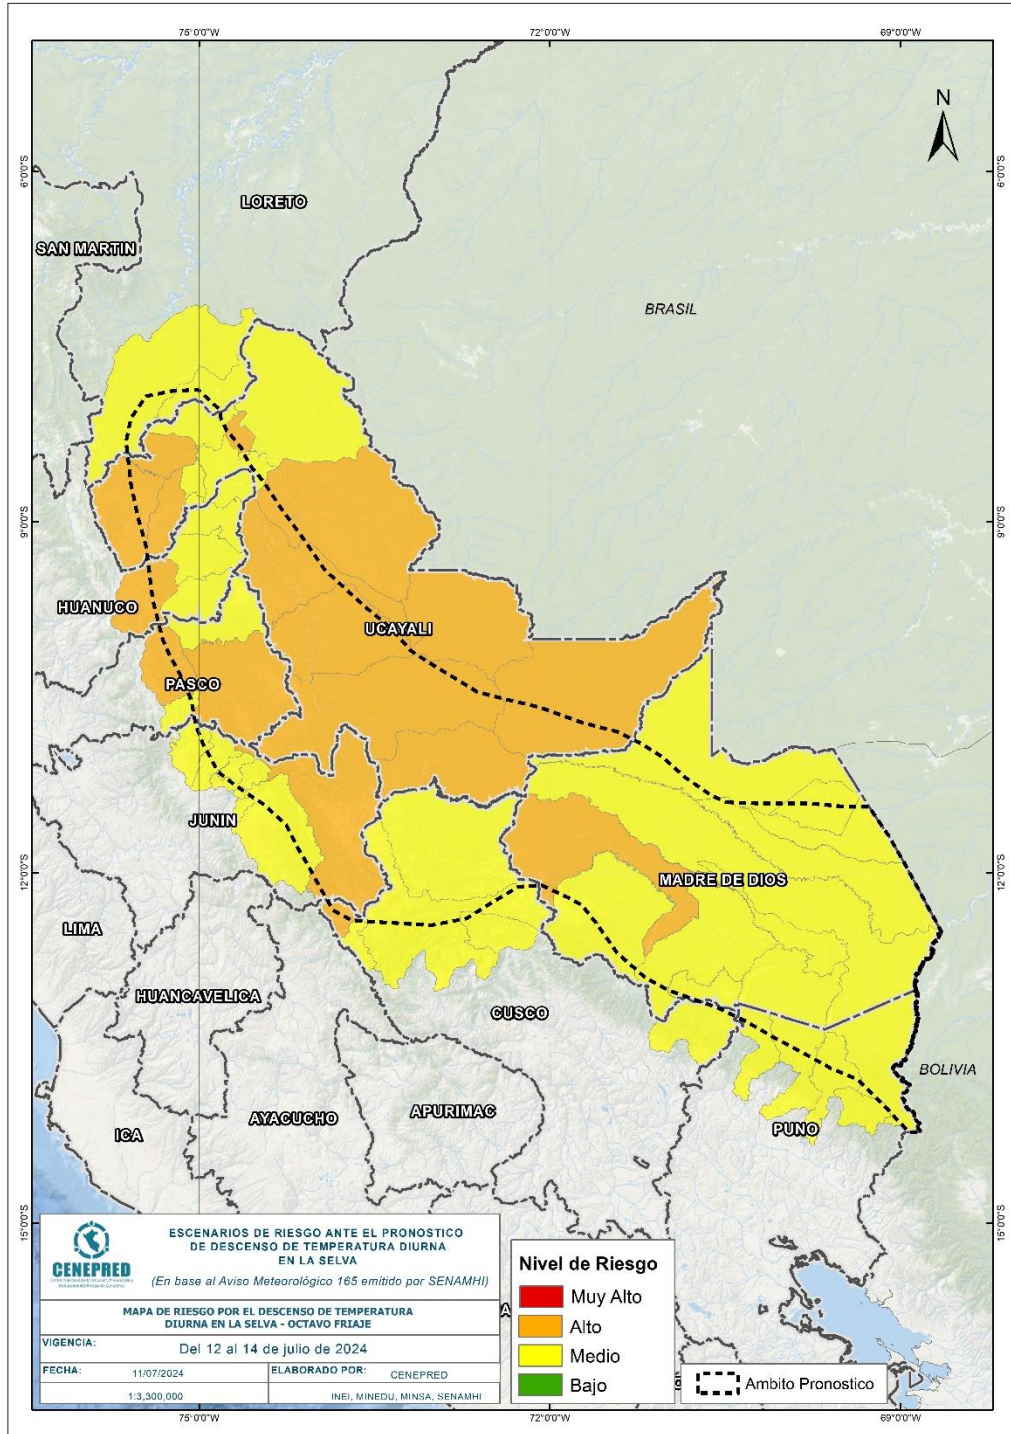 75°0'0"W 72°0'0"W 69°0'0"W
N
6°0'0"S 6°0'0"S
LORETO
SAN MARTIN
BRASIL
9°0'0"S 9°0'0"S
HUANUCO
UCAYALI
PASCO
JUNIN
12°0'0"S 12°0'0"S
MADRE DE DIOS
LIMA
HUANCAVELICA
CUSCO
BOLIVIA
APURIMAC
AYACUCHO
ICA
PUNO
15°0'0"S 15°0'0"S
CENEPRED
ESCENARIOS DE RIESGO ANTE EL PRONOSTICO
DE DESCENSO DE TEMPERATURA DIURNA
EN LA SELVA
(En base al Aviso Meteorológico 165 emitido por SENAMHI)
MAPA DE RIESGO POR EL DESCENSO DE TEMPERATURA
DIURNA EN LA SELVA - OCTAVO FRIAJE
VIGENCIA: Del 12 al 14 de julio de 2024
FECHA: 11/07/2024 ELABORADO POR: CENEPRED
1:3,300,000 INEI, MINEDU, MINSA, SENAMHI
Nivel de Riesgo
Muy Alto
Alto
Medio
Bajo
Ambito Pronostico
75°0'0"W 72°0'0"W 69°0'0"W